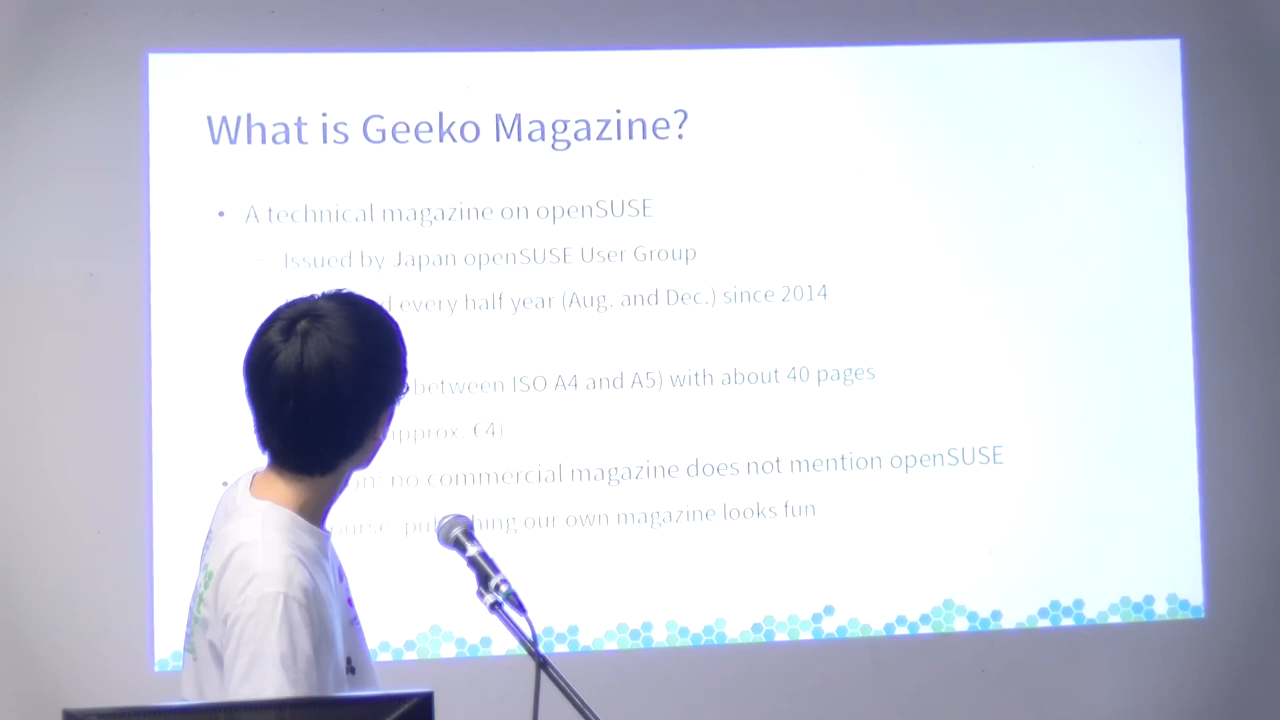 What is Geeko Magazine?
• A technical magazine on openSUSE
– Issued by Japan openSUSE User Group
every half year (Aug. and Dec.) since 2014
between ISO A4 and A5) with about 40 pages
approx. €4)
no commercial magazine does not mention openSUSE
our own magazine looks fun